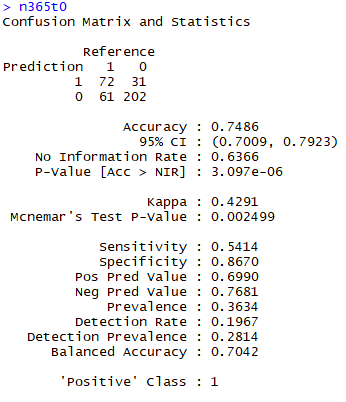 > n365t0
Confusion Matrix and Statistics
Reference
Prediction 1 0
1 72 31
0 61 202
Accuracy : 0.7486
95% CI : (0.7009, 0.7923)
No Information Rate : 0.6366
P-Value [Acc > NIR] : 3.097e-06
Kappa : 0.4291
Mcnemar's Test P-Value : 0.002499
Sensitivity : 0.5414
Specificity : 0.8670
Pos Pred Value : 0.6990
Neg Pred Value : 0.7681
Prevalence : 0.3634
Detection Rate : 0.1967
Detection Prevalence : 0.2814
Balanced Accuracy : 0.7042
'Positive' Class : 1